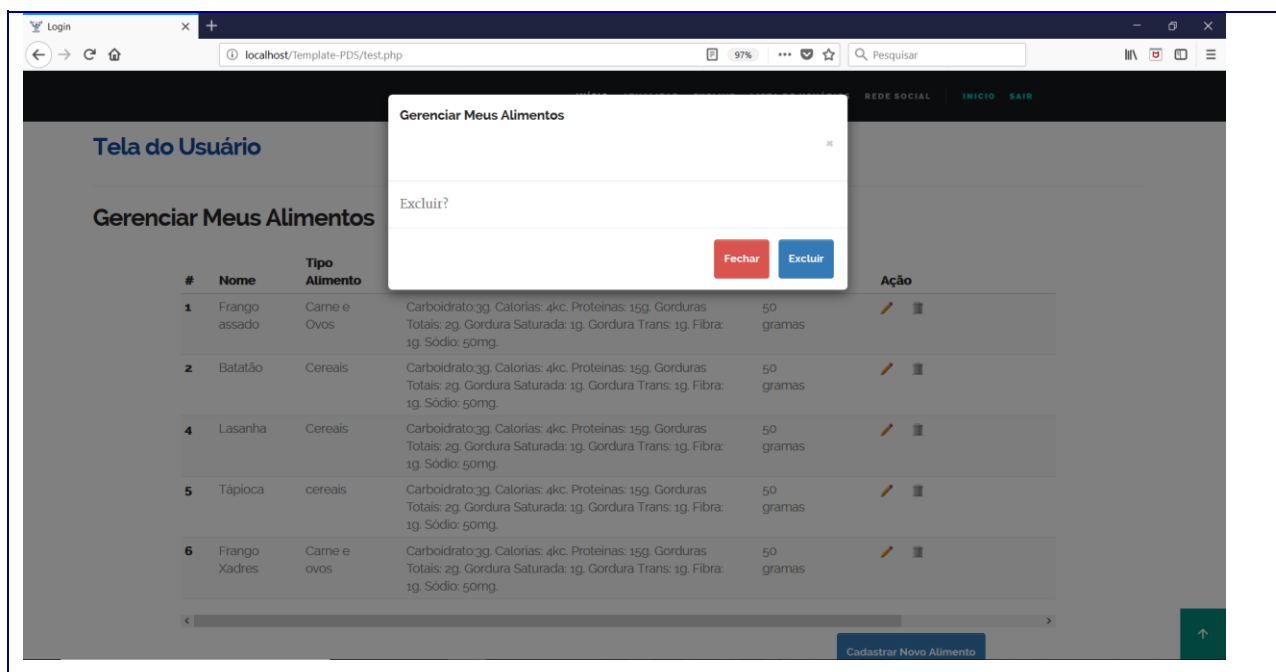 Login
localhost/Template-PDS/test.php
97%
Pesquisar
REDE SOCIAL
INICIO
SAIR
Gerenciar Meus Alimentos
Tela do Usuário
Excluir?
Gerenciar Meus Alimentos
Fechar
Excluir
# Nome Tipo Alimento Ação
1 Frango assado Carne e Ovos Carboidrato:3g. Calorias: 4kc. Proteinas: 15g. Gorduras 50 gramas
Totais: 2g. Gordura Saturada: 1g. Gordura Trans: 1g. Fibra:
1g. Sódio: 50mg.
2 Batatão Cereais Carboidrato:3g. Calorias: 4kc. Proteinas: 15g. Gorduras 50 gramas
Totais: 2g. Gordura Saturada: 1g. Gordura Trans: 1g. Fibra:
1g. Sódio: 50mg.
4 Lasanha Cereais Carboidrato:3g. Calorias: 4kc. Proteinas: 15g. Gorduras 50 gramas
Totais: 2g. Gordura Saturada: 1g. Gordura Trans: 1g. Fibra:
1g. Sódio: 50mg.
5 Tápioca cereais Carboidrato:3g. Calorias: 4kc. Proteinas: 15g. Gorduras 50 gramas
Totais: 2g. Gordura Saturada: 1g. Gordura Trans: 1g. Fibra:
1g. Sódio: 50mg.
6 Frango Xadres Carne e ovos Carboidrato:3g. Calorias: 4kc. Proteinas: 15g. Gorduras 50 gramas
Totais: 2g. Gordura Saturada: 1g. Gordura Trans: 1g. Fibra:
1g. Sódio: 50mg.
Cadastrar Novo Alimento